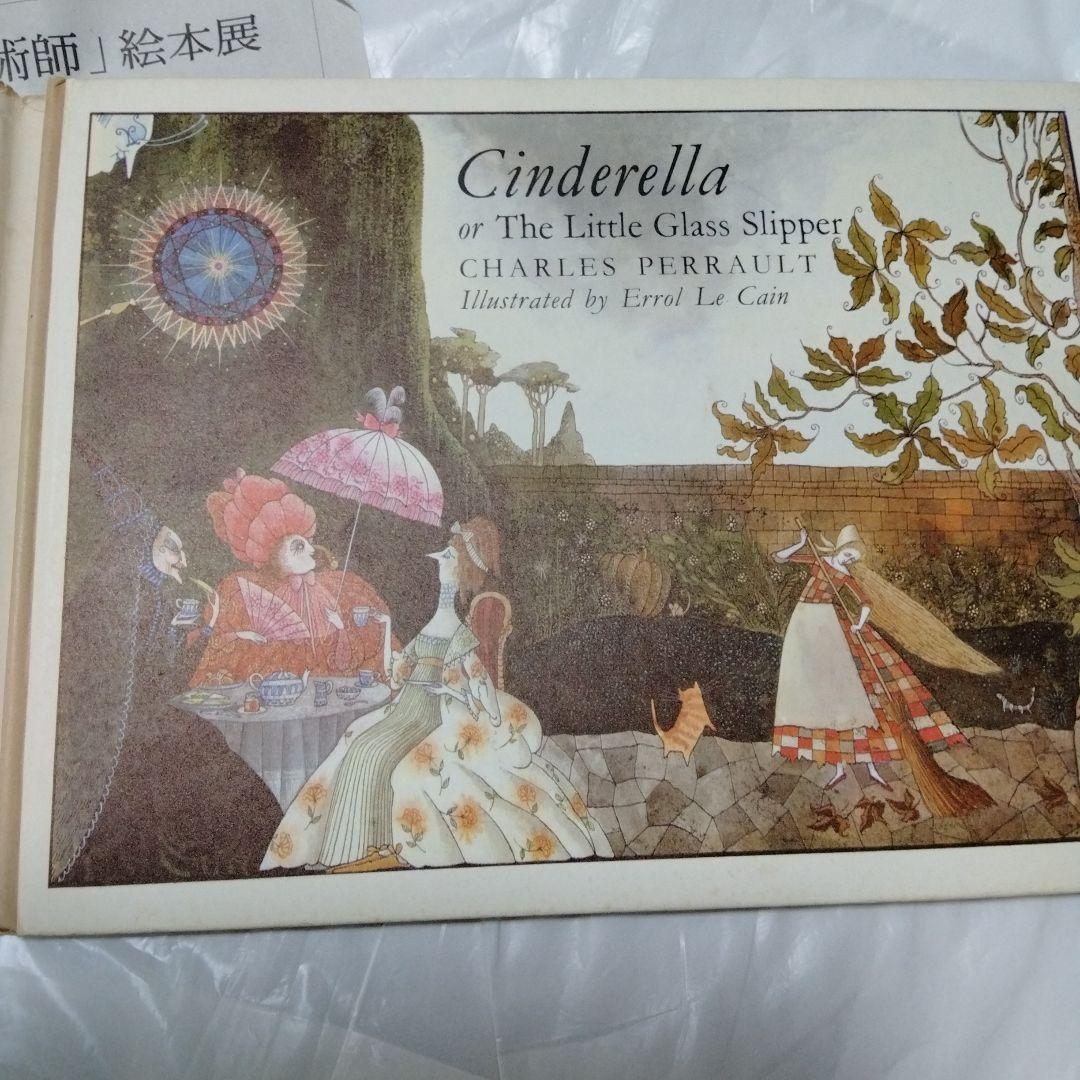 術師」絵本展
Cinderella
or The Little Glass Slipper
CHARLES PERRAULT
Illustrated by Errol Le Cain